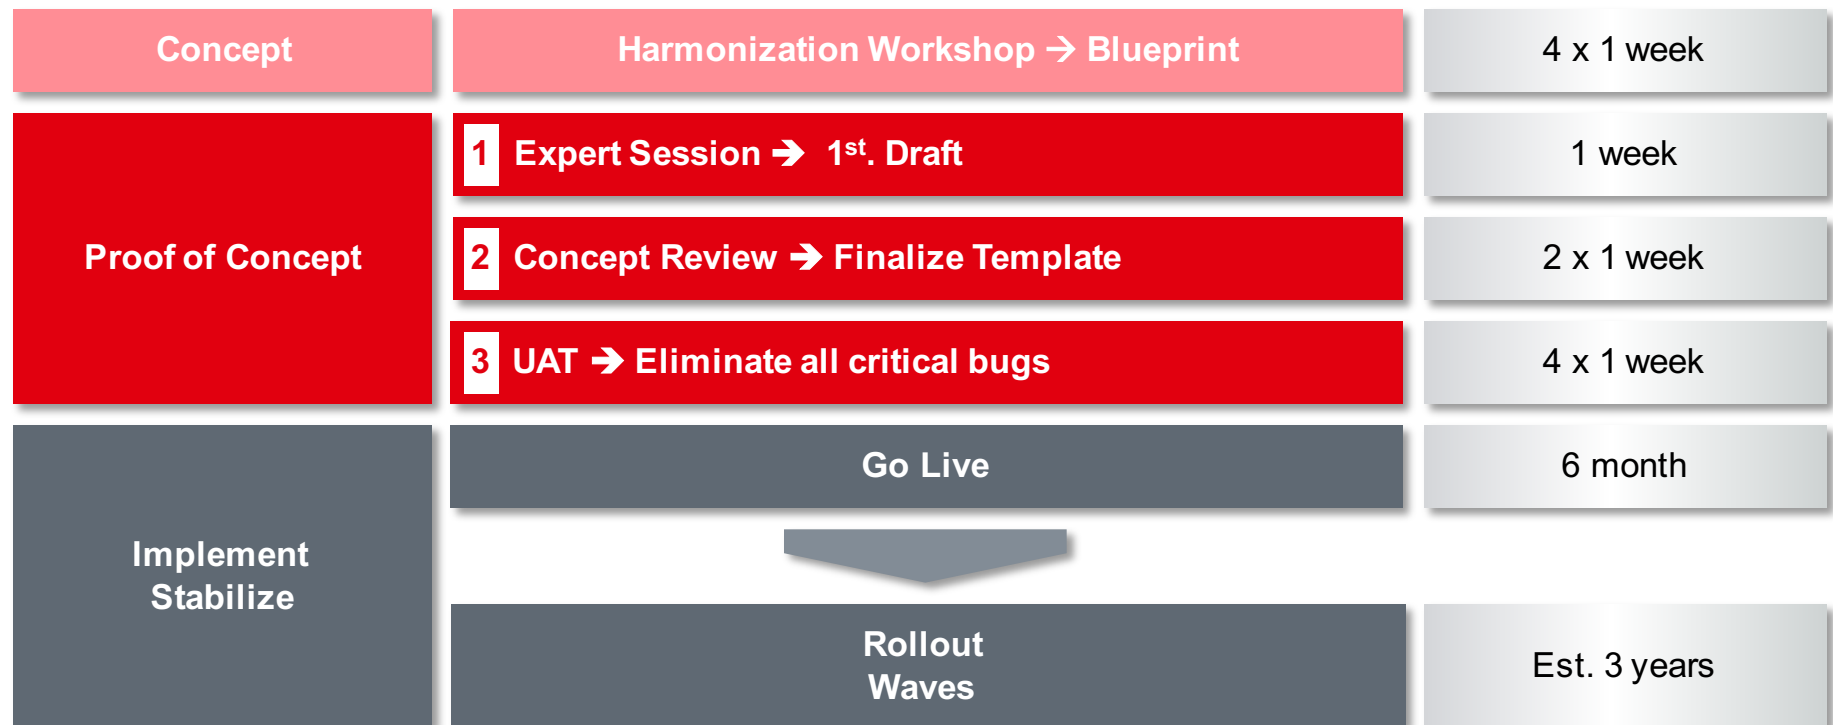 Concept
Harmonization Workshop → Blueprint
4 x 1 week
Proof of Concept
1 Expert Session → 1st. Draft
1 week
2 Concept Review → Finalize Template
2 x 1 week
3 UAT → Eliminate all critical bugs
4 x 1 week
Implement
Stabilize
Go Live
6 month
Rollout
Waves
Est. 3 years